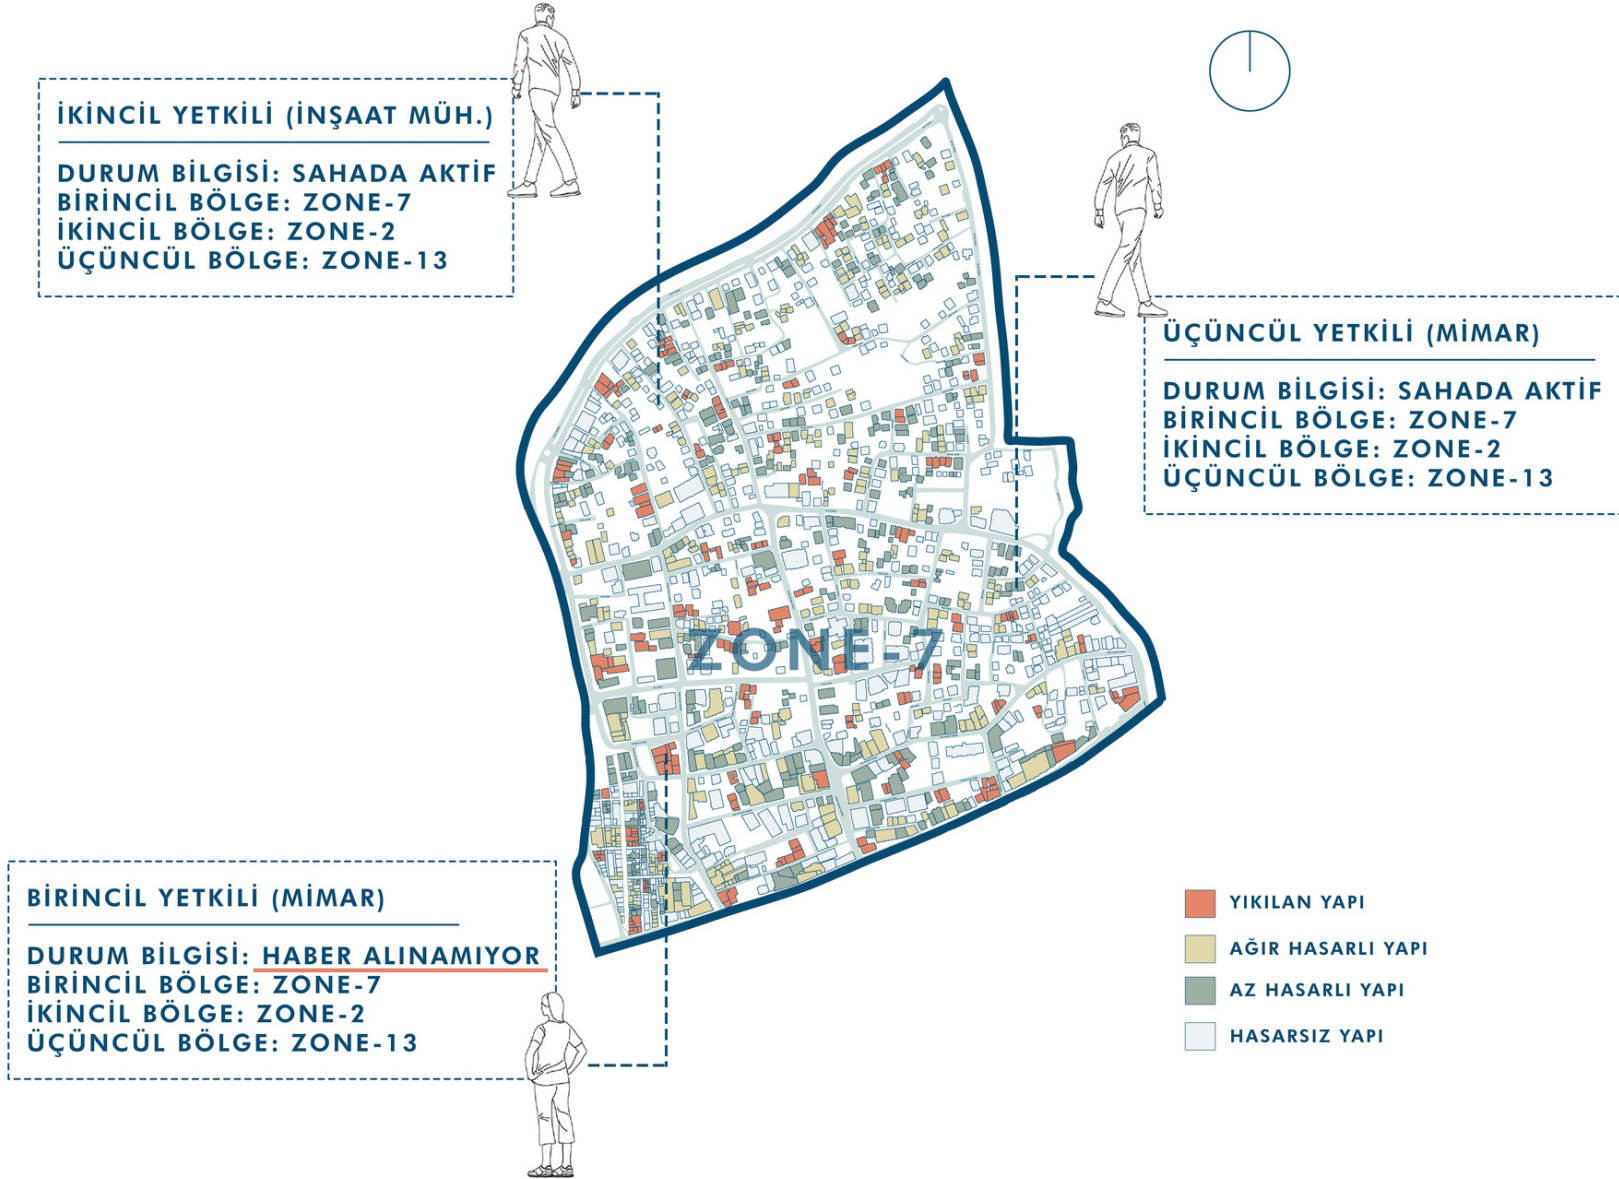 İKİNCİL YETKİLİ (İNŞAAT MÜH.)
DURUM BİLGİSİ: SAHADA AKTİF
BİRİNCİL BÖLGE: ZONE-7
İKİNCİL BÖLGE: ZONE-2
ÜÇÜNCÜL BÖLGE: ZONE-13
ÜÇÜNCÜL YETKİLİ (MİMAR)
DURUM BİLGİSİ: SAHADA AKTİF
BİRİNCİL BÖLGE: ZONE-7
İKİNCİL BÖLGE: ZONE-2
ÜÇÜNCÜL BÖLGE: ZONE-13
ZONE-7
BİRİNCİL YETKİLİ (MİMAR)
DURUM BİLGİSİ: HABER ALINAMIYOR
BİRİNCİL BÖLGE: ZONE-7
İKİNCİL BÖLGE: ZONE-2
ÜÇÜNCÜL BÖLGE: ZONE-13
YIKILAN YAPI
AĞIR HASARLI YAPI
AZ HASARLI YAPI
HASARSIZ YAPI